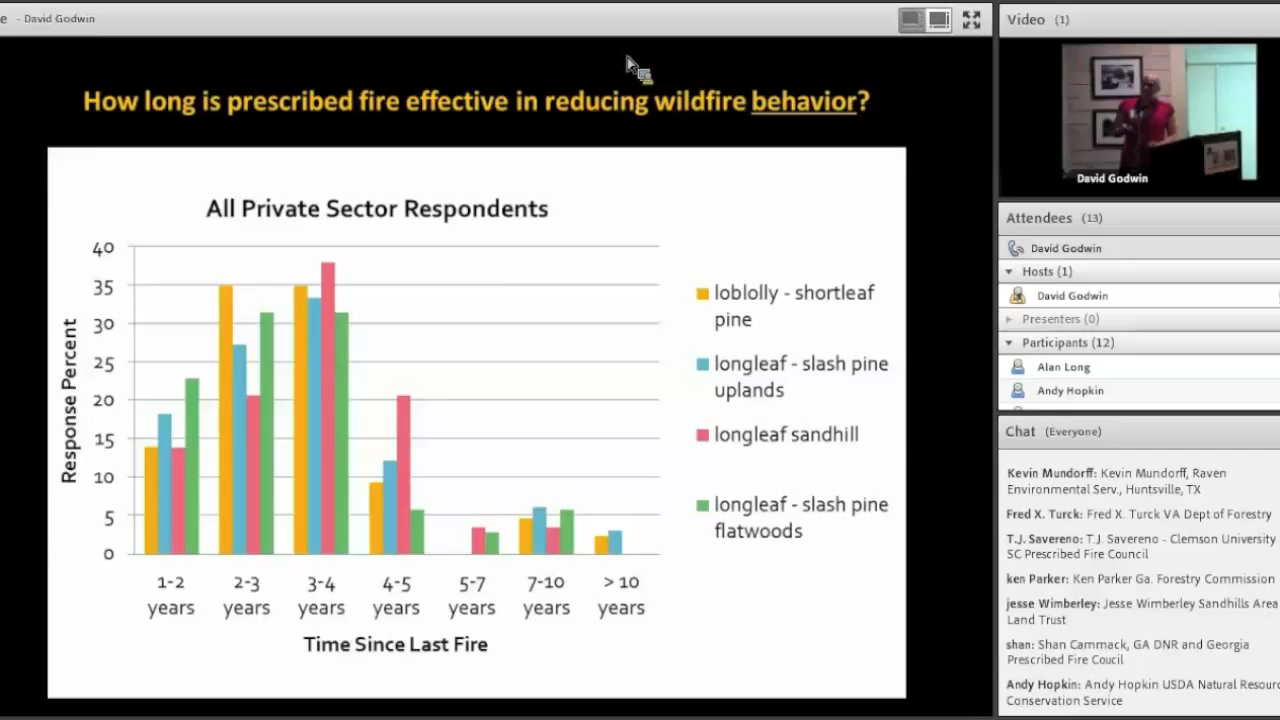 e - David Godwin
How long is prescribed fire effective in reducing wildfire behavior?
All Private Sector Respondents
Response Percent
40
35
30
25
20
15
10
5
0
1-2 years
2-3 years
3-4 years
4-5 years
5-7 years
7-10 years
> 10 years
Time Since Last Fire
loblolly - shortleaf
pine
longleaf - slash pine
uplands
longleaf sandhill
longleaf - slash pine
flatwoods
Video (1)
David Godwin
Attendees (13)
David Godwin
Hosts (1)
David Godwin
Presenters (0)
Participants (12)
Alan Long
Andy Hopkin
Chat (Everyone)
Kevin Mundorff: Kevin Mundorff, Raven
Environmental Serv., Huntsville, TX
Fred X. Turck: Fred X. Turck VA Dept of Forestry
T.J. Savereno: T.J. Savereno - Clemson University
SC Prescribed Fire Council
ken Parker: Ken Parker Ga. Forestry Commission
jesse Wimberley: Jesse Wimberley Sandhills Area
Land Trust
shan: Shan Cammack, GA DNR and Georgia
Prescribed Fire Coucil
Andy Hopkin: Andy Hopkin USDA Natural Resourc
Conservation Service